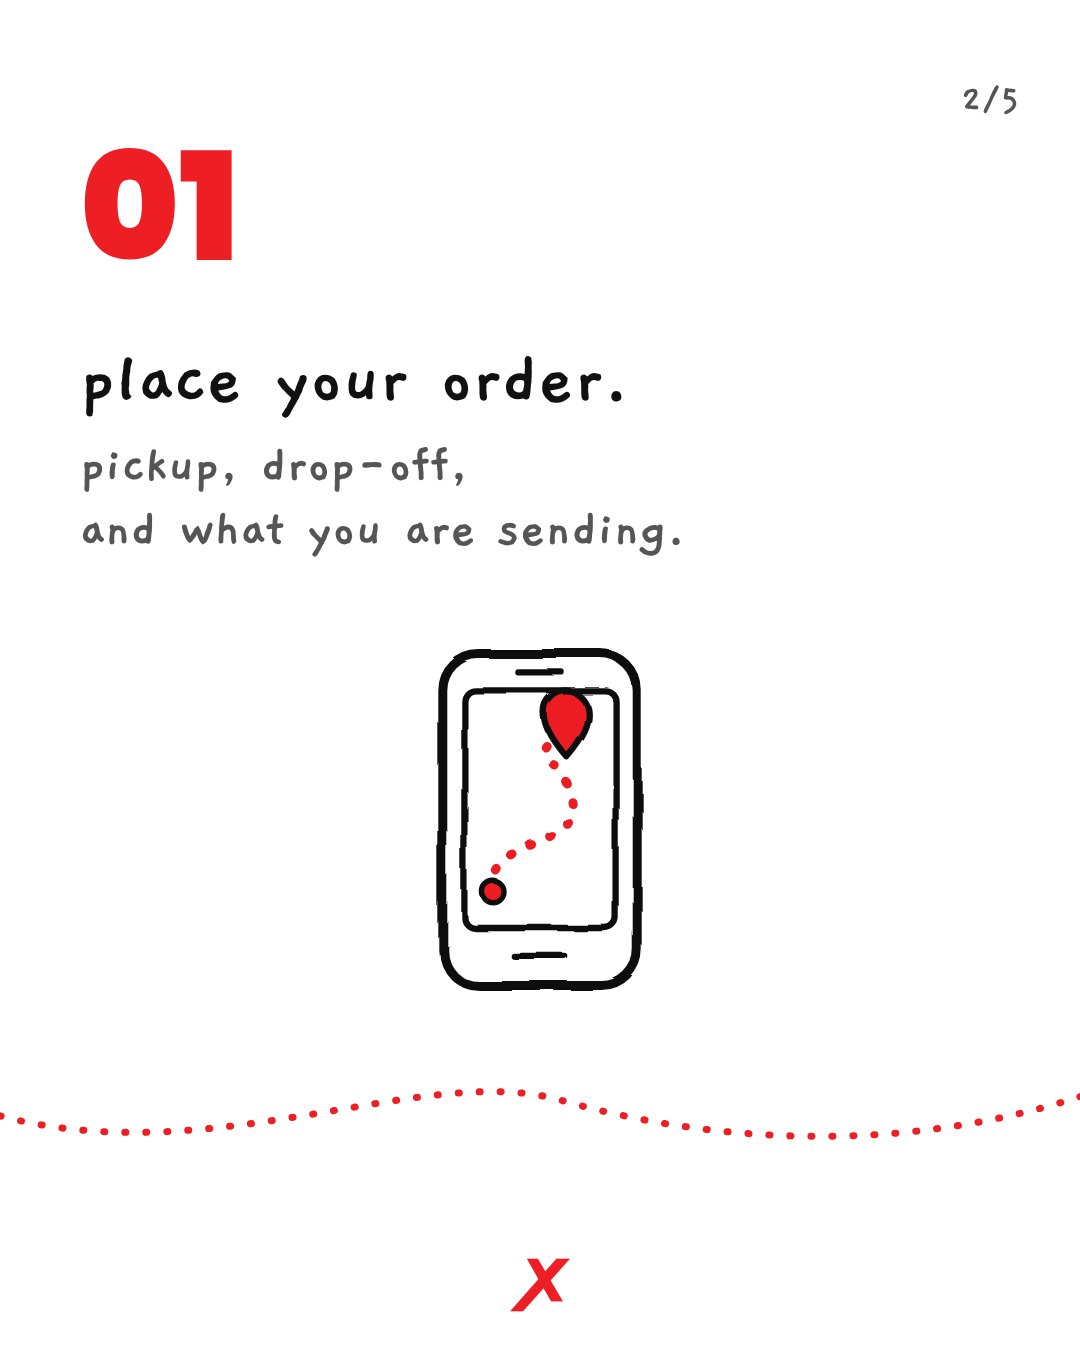 2/5
01
place your order.
pickup, drop-off,
and what you are sending.
X